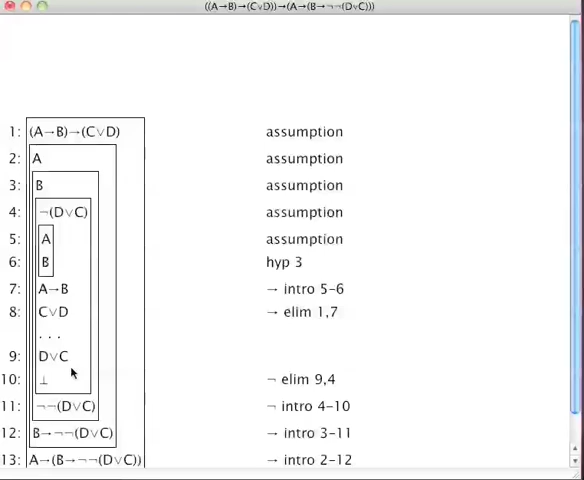 ((A→B)→(C∨D))→(A→(B→¬¬(D∨C)))
1: (A→B)→(C∨D) assumption
2: A assumption
3: B assumption
4: ¬(D∨C) assumption
5: A assumption
6: B hyp 3
7: A→B → intro 5-6
8: C∨D → elim 1,7
. . .
9: D∨C
10: ⊥ ¬ elim 9,4
11: ¬¬(D∨C) ¬ intro 4-10
12: B→¬¬(D∨C) → intro 3-11
13: A→(B→¬¬(D∨C)) → intro 2-12